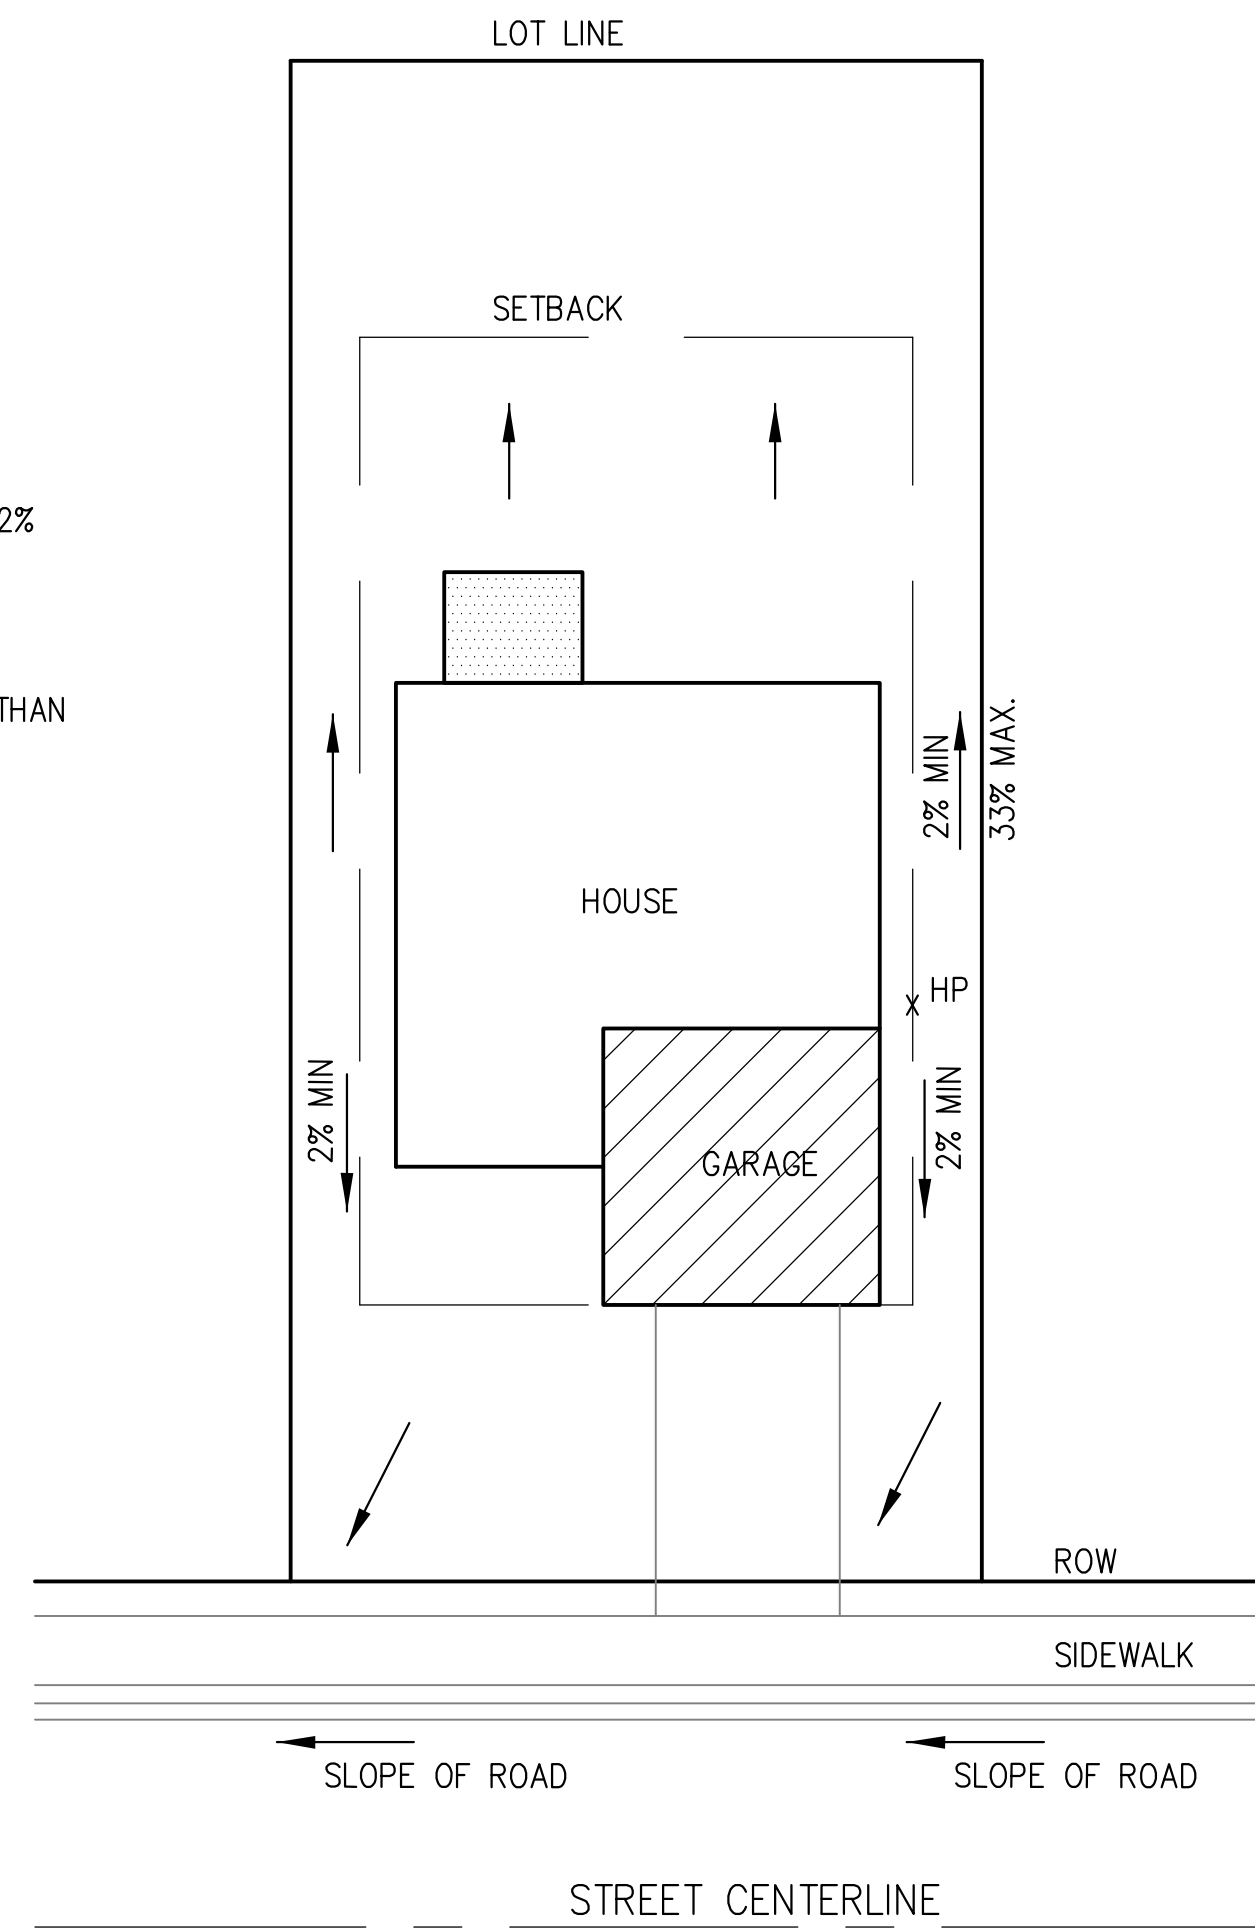 LOT LINE
SETBACK
2%
THAN
2% MIN
33% MAX.
HOUSE
HP
2% MIN
2% MIN
GARAGE
ROW
SIDEWALK
SLOPE OF ROAD
SLOPE OF ROAD
STREET CENTERLINE